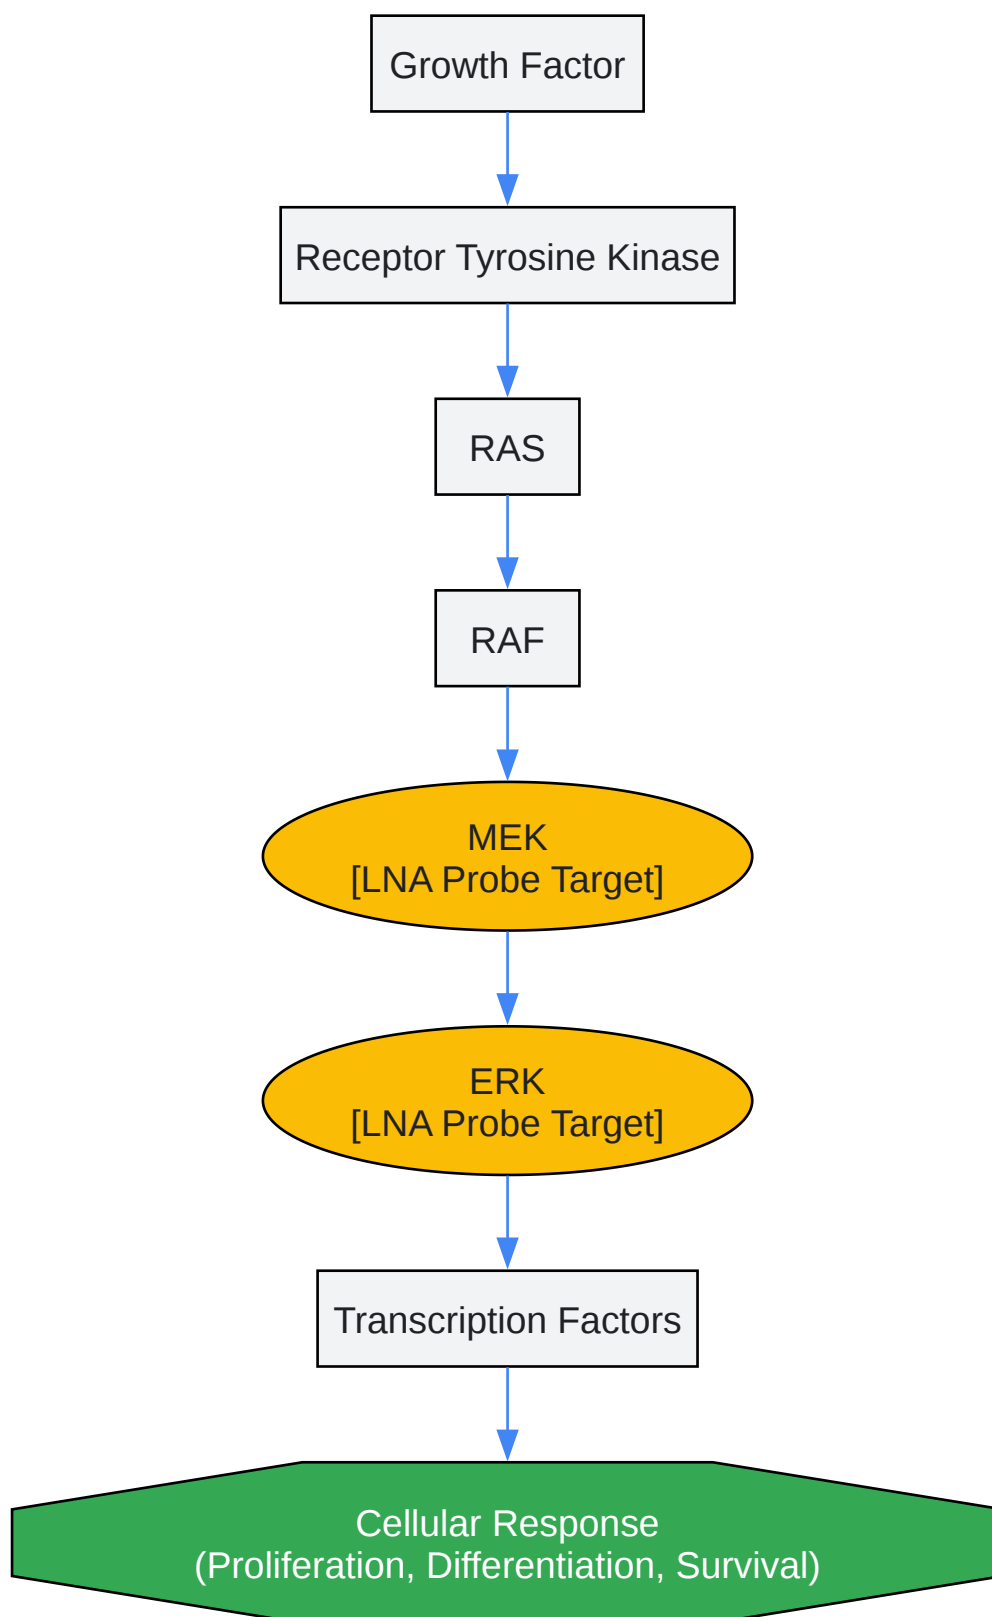 Growth Factor
Receptor Tyrosine Kinase
RAS
RAF
MEK
[LNA Probe Target]
ERK
[LNA Probe Target]
Transcription Factors
Cellular Response
(Proliferation, Differentiation, Survival)